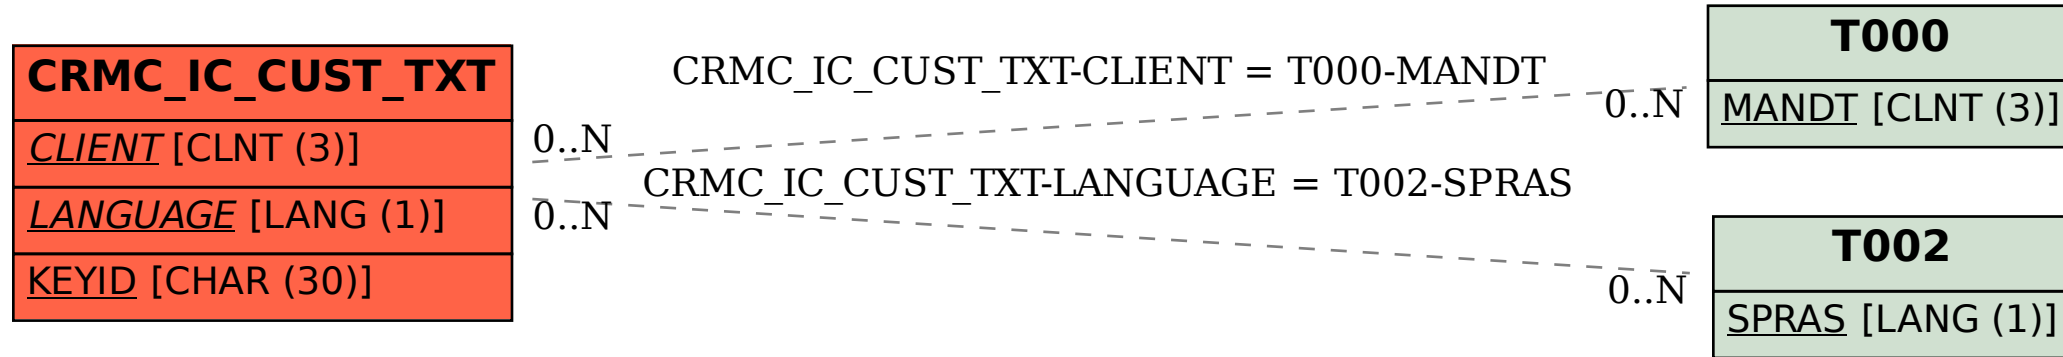 CRMC_IC_CUST_TXT
CLIENT [CLNT (3)]
LANGUAGE [LANG (1)]
KEYID [CHAR (30)]
CRMC_IC_CUST_TXT-CLIENT = T000-MANDT
0..N
0..N
CRMC_IC_CUST_TXT-LANGUAGE = T002-SPRAS
0..N
0..N
T000
MANDT [CLNT (3)]
T002
SPRAS [LANG (1)]